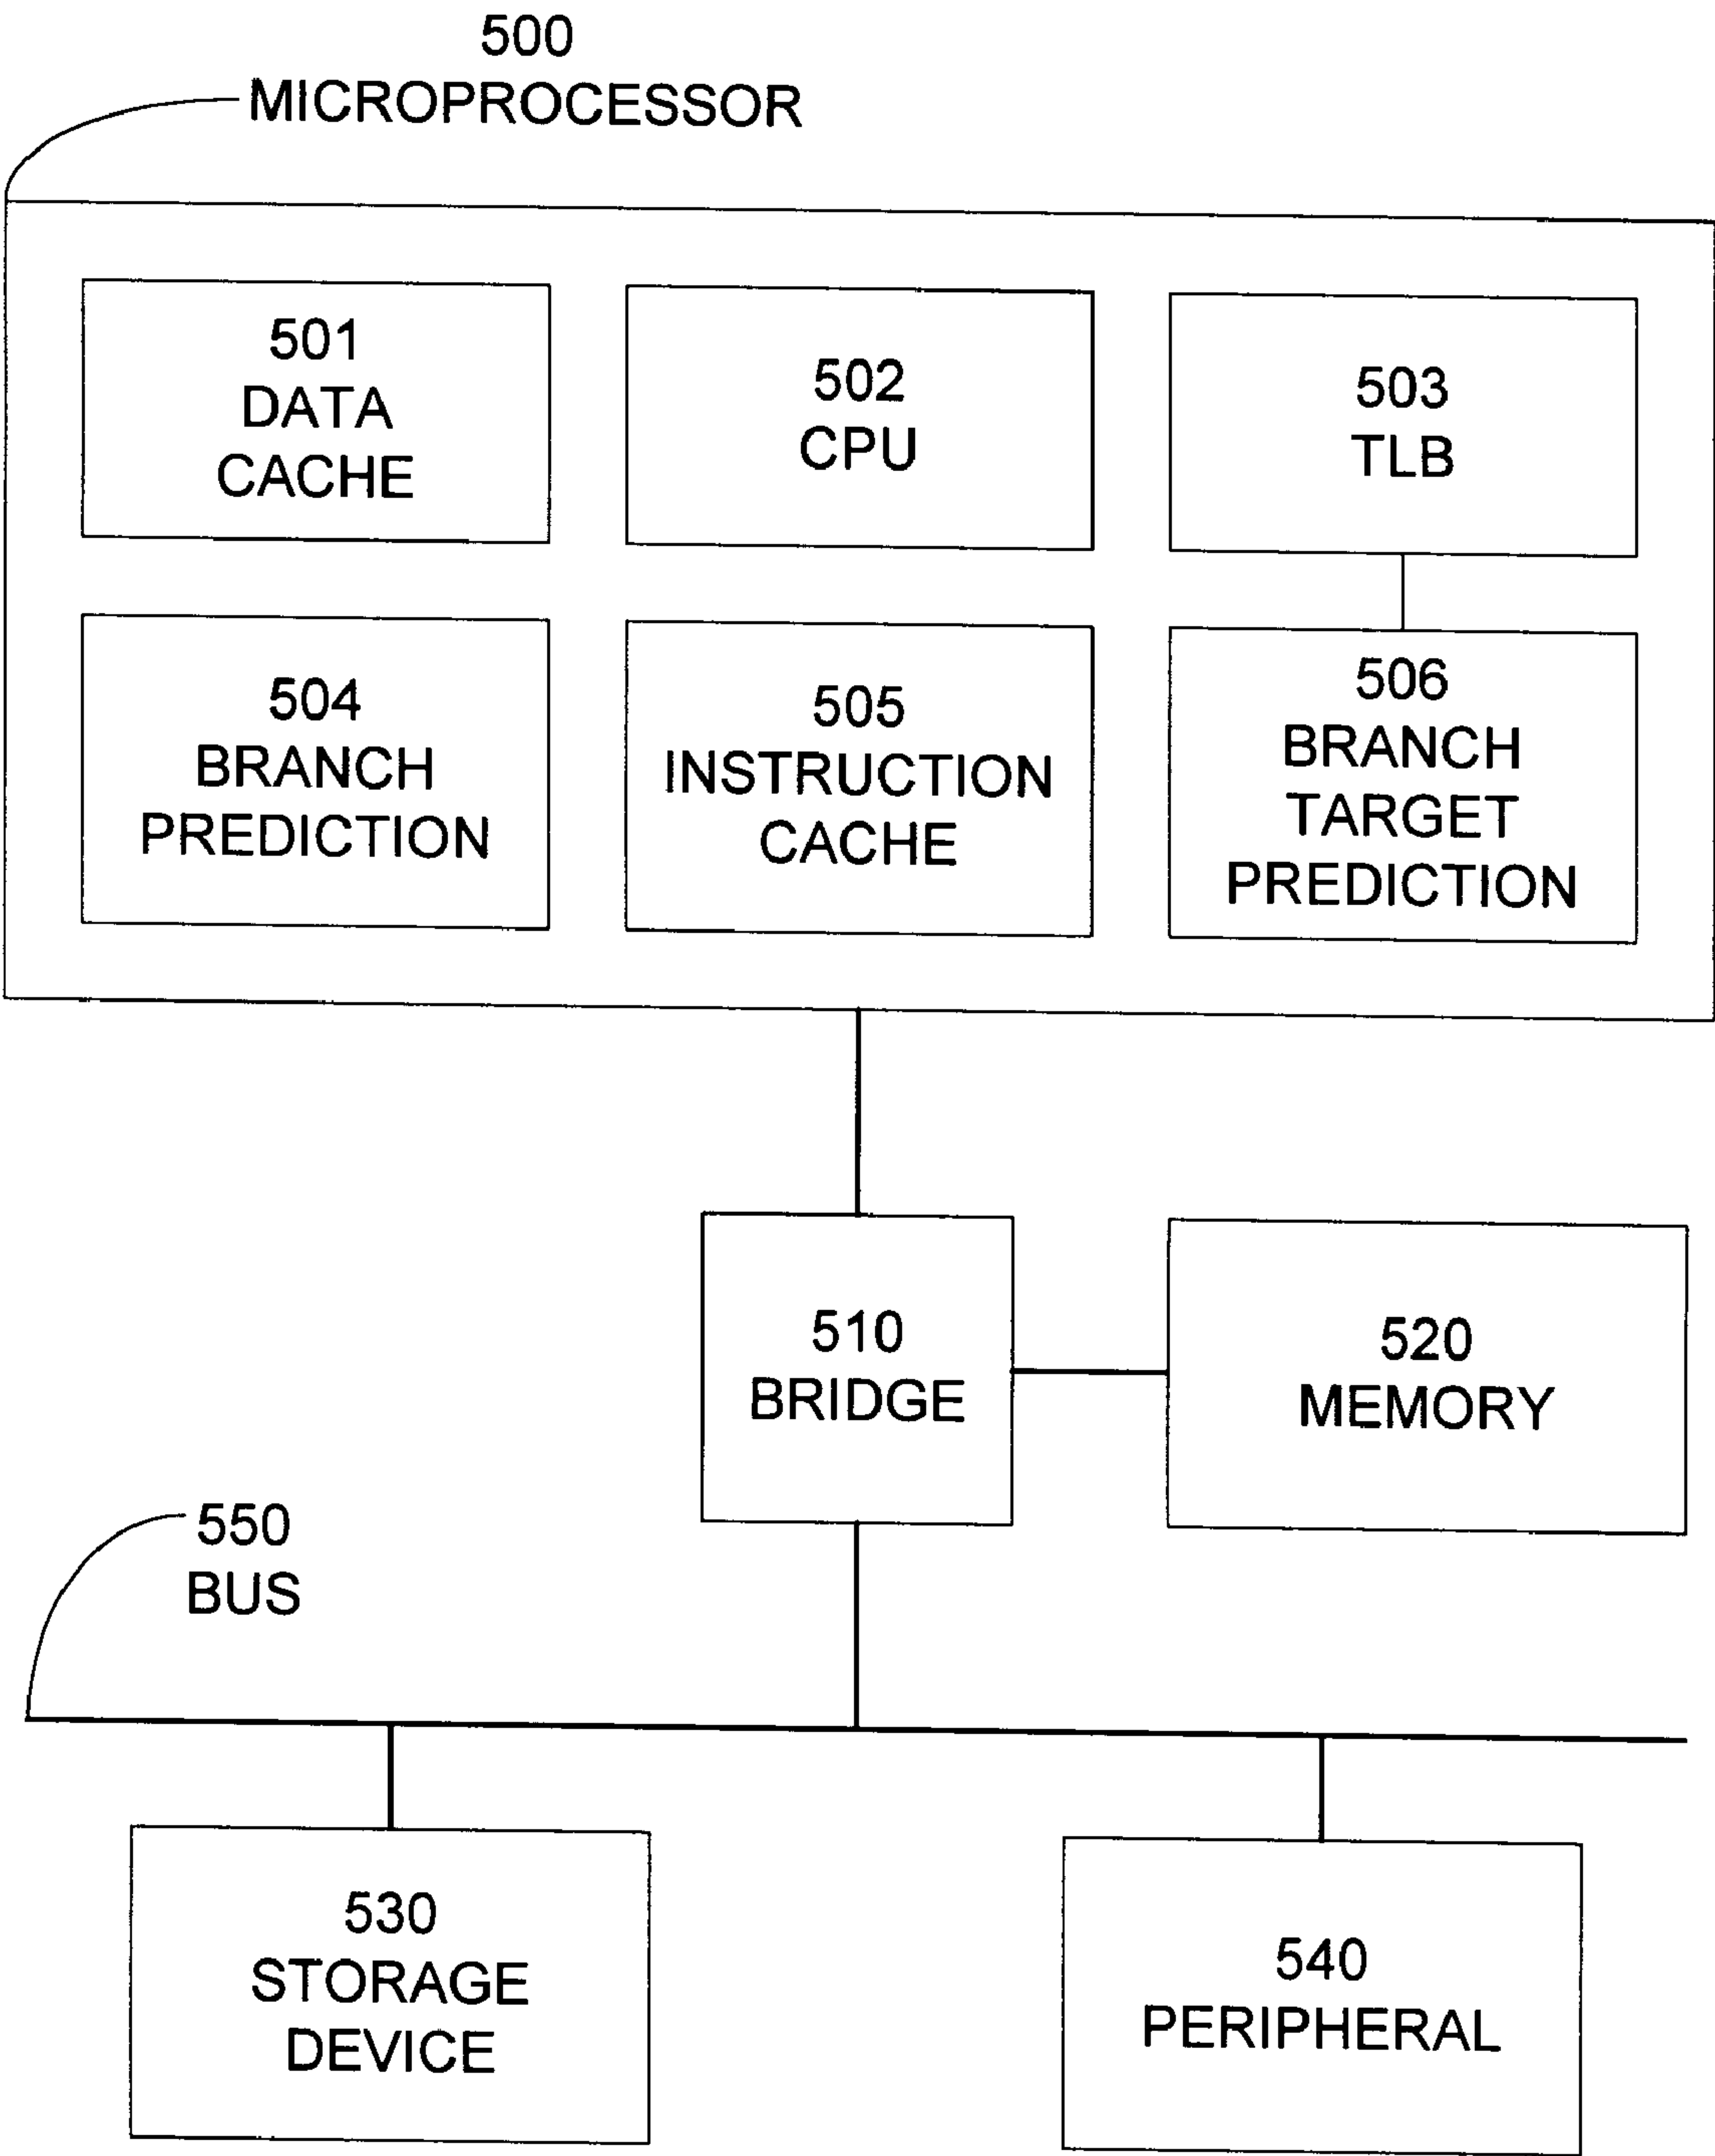 500
MICROPROCESSOR
501
DATA
CACHE
502
CPU
503
TLB
504
BRANCH
PREDICTION
505
INSTRUCTION
CACHE
506
BRANCH
TARGET
PREDICTION
510
BRIDGE
520
MEMORY
550
BUS
530
STORAGE
DEVICE
540
PERIPHERAL